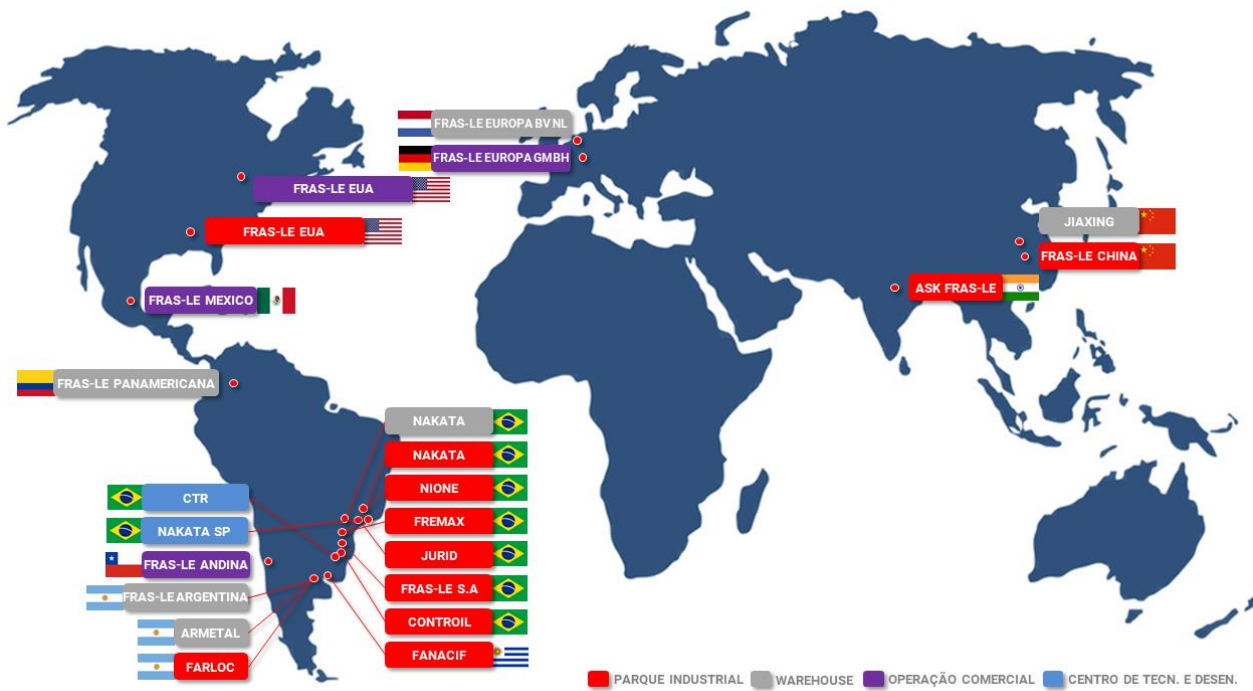 FRAS-LE EUROPA BV NL
FRAS-LE EUROPA GMBH
FRAS-LE EUA
FRAS-LE EUA
FRAS-LE MEXICO
JIAXING
FRAS-LE CHINA
ASK FRAS-LE
FRAS-LE PANAMERICANA
NAKATA
NAKATA
NIONE
FREMAX
JURID
FRAS-LE S.A
CONTROIL
FANACIF
CTR
NAKATA SP
FRAS-LE ANDINA
FRAS-LE ARGENTINA
ARMETAL
FARLOC
PARQUE INDUSTRIAL
WAREHOUSE
OPERAÇÃO COMERCIAL
CENTRO DE TECN. E DESEN.